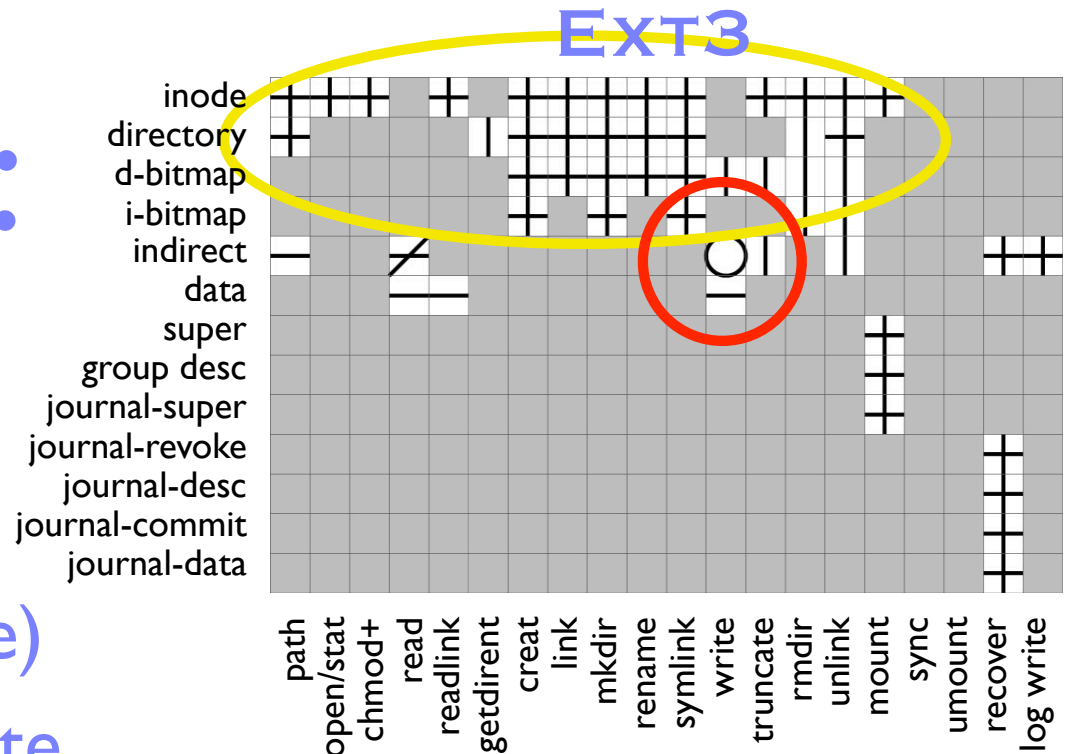 EXT3
inode
directory
d-bitmap
i-bitmap
indirect
data
super
group desc
journal-super
journal-revoke
journal-desc
journal-commit
journal-data
path
open/stat
chmod+
read
readlink
getdirent
creat
link
mkdir
rename
symlink
write
truncate
rmdir
unlink
mount
sync
umount
recover
log write
:
:
e)
te